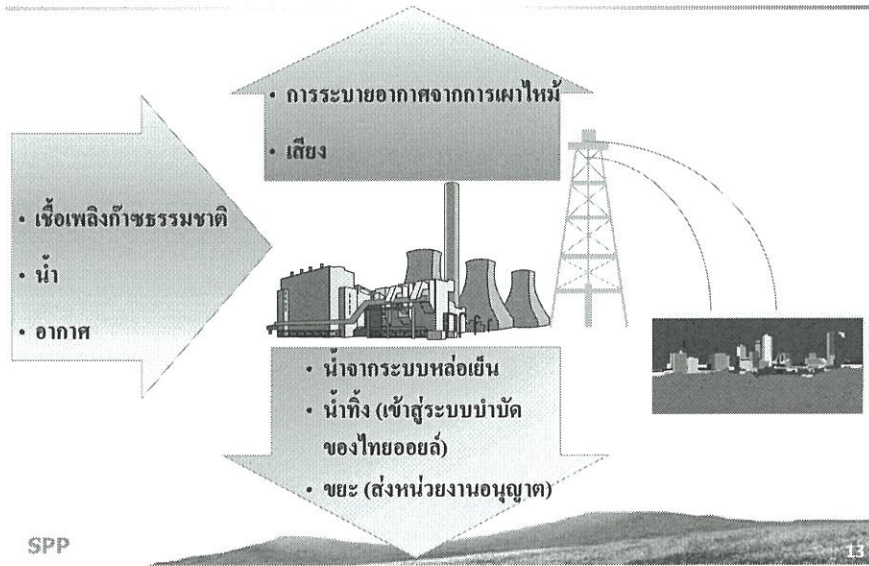 • การระบายอากาศจากการเผาไหม้
• เสียง
• เชื้อเพลิงก๊าซธรรมชาติ
• น้ำ
• อากาศ
• น้ำจากระบบหล่อเย็น
• น้ำทิ้ง (เข้าสู่ระบบบำบัด
ของไทยออยล์)
• ขยะ (ส่งหน่วยงานอนุญาต)
SPP
13